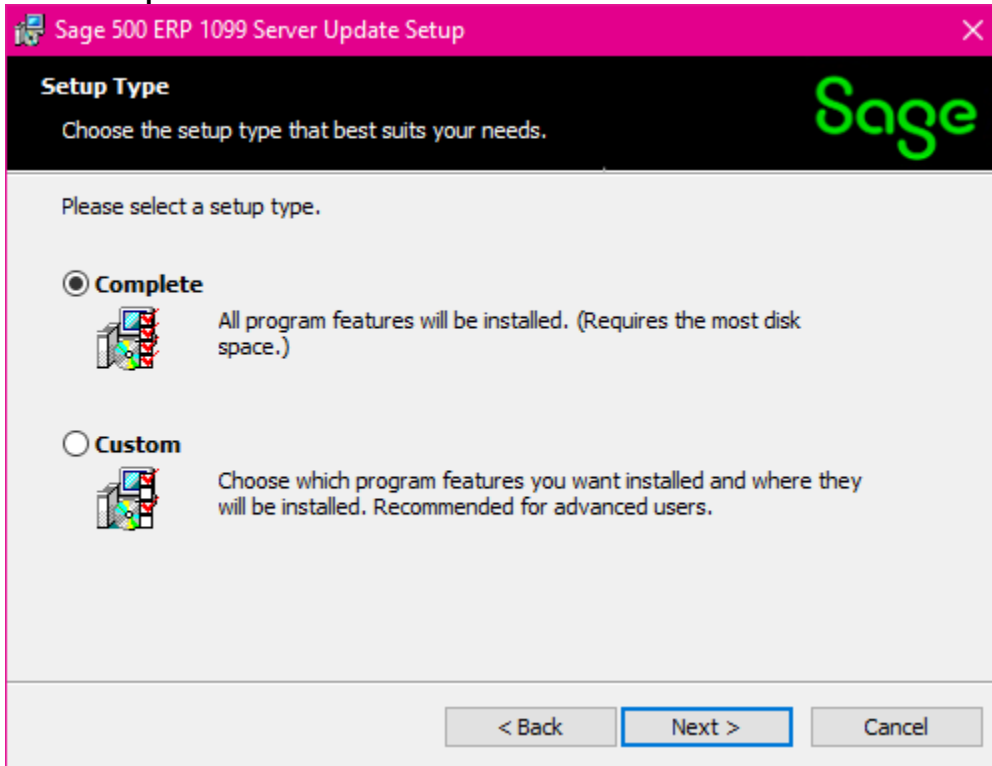 Sage 500 ERP 1099 Server Update Setup
Setup Type
Choose the setup type that best suits your needs.
Sage
Please select a setup type.
Complete
All program features will be installed. (Requires the most disk
space.)
Custom
Choose which program features you want installed and where they
will be installed. Recommended for advanced users.
< Back
Next >
Cancel